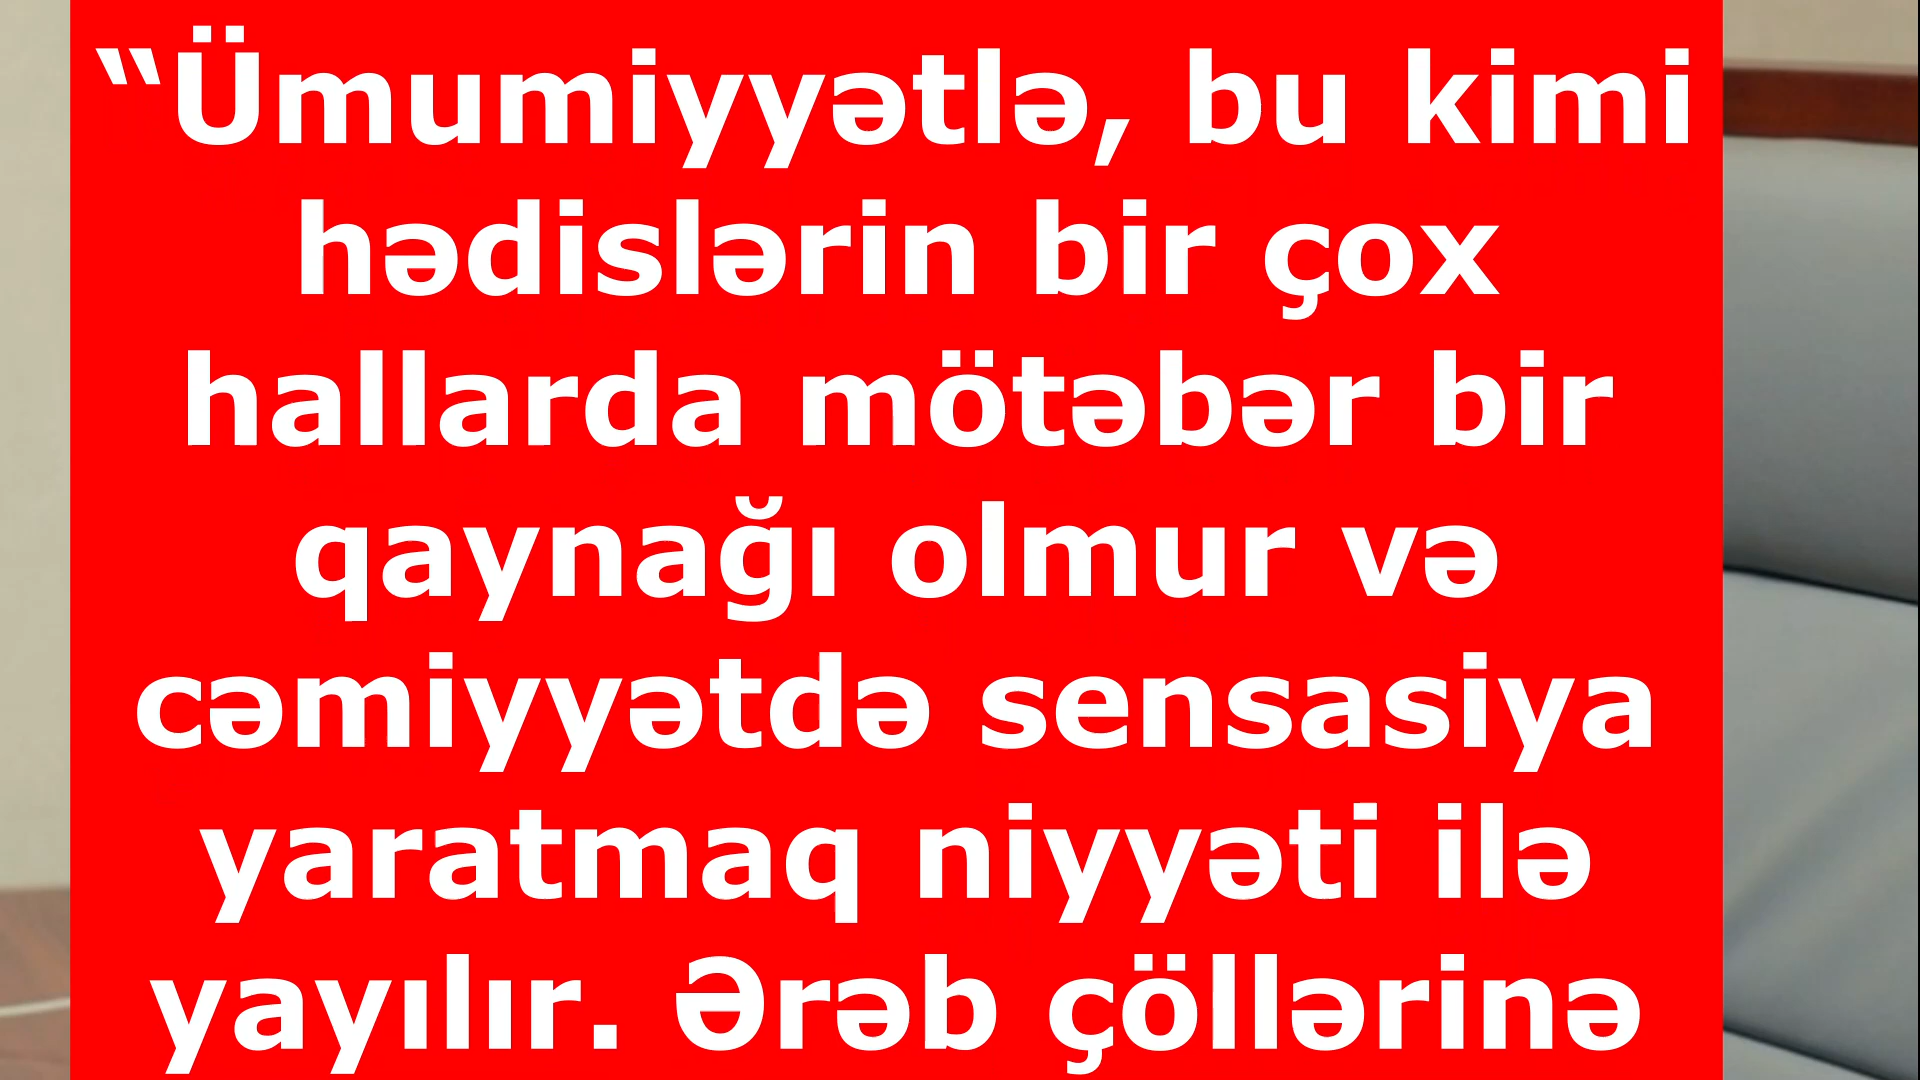 “Ümumiyyətlə, bu kimi
hədislərin bir çox
hallarda mötəbər bir
qaynağı olmur və
cəmiyyətdə sensasiya
yaratmaq niyyəti ilə
yayılır. Ərəb çöllərinə